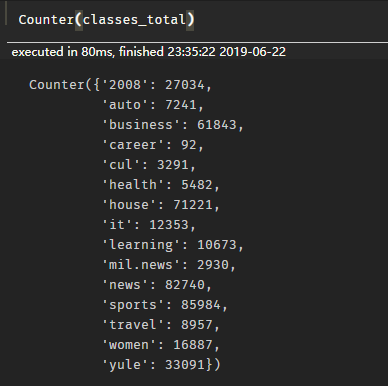 Counter(classes_total)
executed in 80ms, finished 23:35:22 2019-06-22
Counter({'2008': 27034,
'auto': 7241,
'business': 61843,
'career': 92,
'cul': 3291,
'health': 5482,
'house': 71221,
'it': 12353,
'learning': 10673,
'mil.news': 2930,
'news': 82740,
'sports': 85984,
'travel': 8957,
'women': 16887,
'yule': 33091})